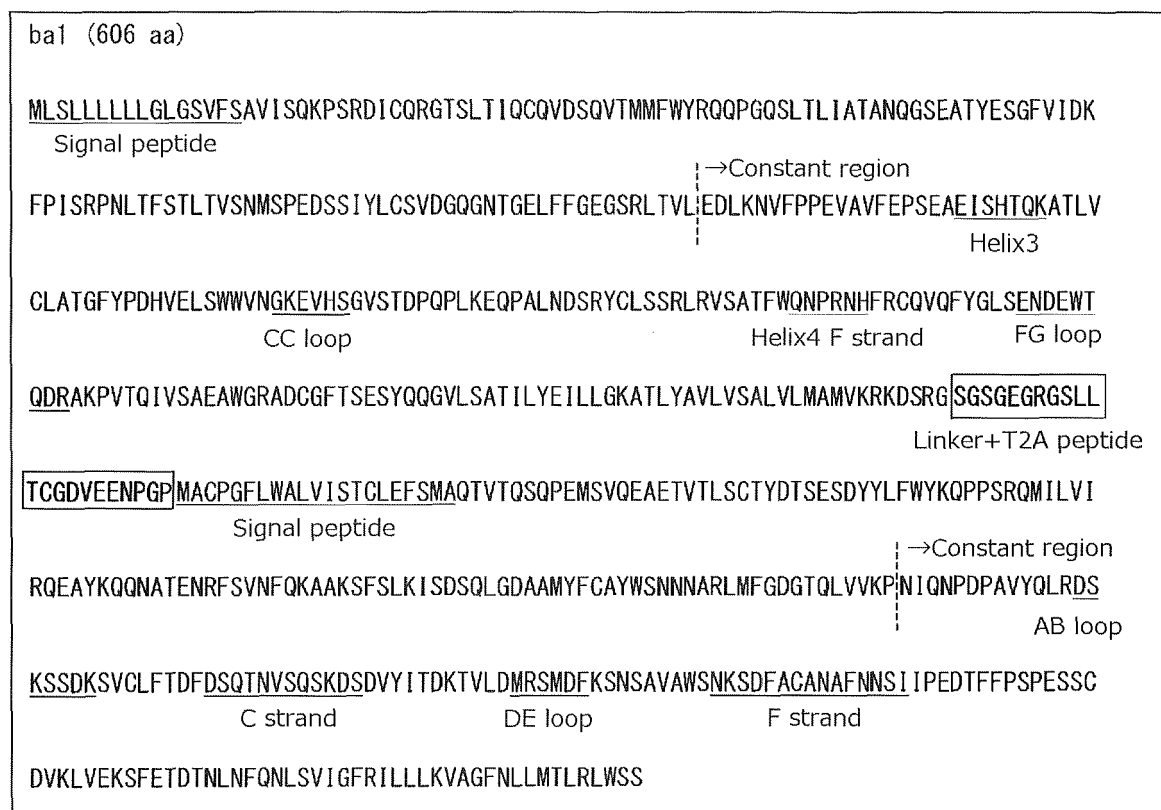 ba1 (606 aa)
MLSLLLLLLGLGSVFSAVISQKPSRDICQRGTSLTIQCQVDSQVTMMFWYRQQPGQSLTLIATANQGSEATYESGFVIDK
Signal peptide
→Constant region
FPISRPNLTFSTLTVSNMSPEDSSIYLCSVDGQGNTGELFFGEGSRLTVLEDLKNVFPPEVAVFEPSEAEISHTQKATLV
Helix3
CLATGFYPDHVELSWWVNGKEVHSGVSTDPQPLKEQPALNDSRYCLSSRLRVSATFWQNPRNHFRCQVQFYGLSENDEWT
CC loop Helix4 F strand FG loop
QDRAKPVTQIVSAEAWGRADCGFTSESYQQGVLSATILYEILLGKATLYAVLVSALVLMAMVKRKDSRGSGSGEGRGSLL
Linker+T2A peptide
TCGDVEENPGPMACPGFLWALVISTCLEFSMAQTVTQSQPEMSVQEAETVTLSCTYDTSESDYYLFWYKQPPSRQMILVI
Signal peptide
→Constant region
RQEAYKQQNATENRFSVNFQKAAKSFSLKISDSQLGDAAMYFCAYWSNNNARLMFGDGTQLVVKPNIQNPDPAVYQLRDS
AB loop
KSSDKSVCLFTDFDSQTNVSQSKDSDVYITDKTVLDMRSMDFKSNSAVAWSNKSDFACANAFNNSIIPEDTFFPSPESSC
C strand DE loop F strand
DVKLVEKSFETDTNLNFQNLSVIGFRILLLKVAGFNLLMTLRLWSS